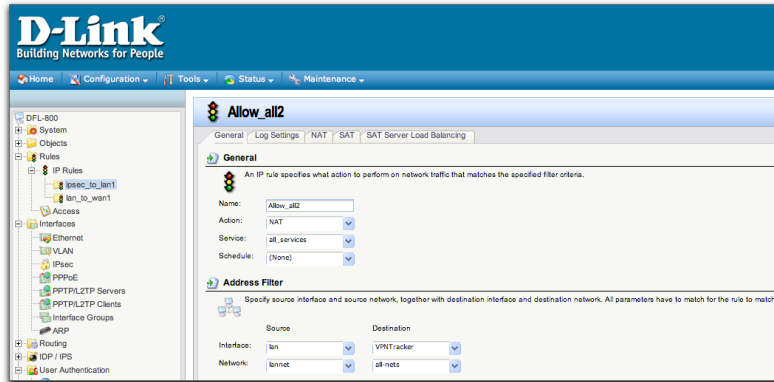 D-Link®
Building Networks for People
Home Configuration Tools Status Maintenance
DFL-800
System
Objects
Rules
IP Rules
ipsec_to_lan1
lan_to_wan1
Access
Interfaces
Ethernet
VLAN
IPsec
PPPoE
PPTP/L2TP Servers
PPTP/L2TP Clients
Interface Groups
ARP
Routing
IDP / IPS
User Authentication
Allow_all2
General Log Settings NAT SAT SAT Server Load Balancing
General
An IP rule specifies what action to perform on network traffic that matches the specified filter criteria.
Name: Allow_all2
Action: NAT
Service: all_services
Schedule: (None)
Address Filter
Specify source interface and source network, together with destination interface and destination network. All parameters have to match for the rule to match
Source Destination
Interface: lan VPNTracker
Network: lannet all-nets